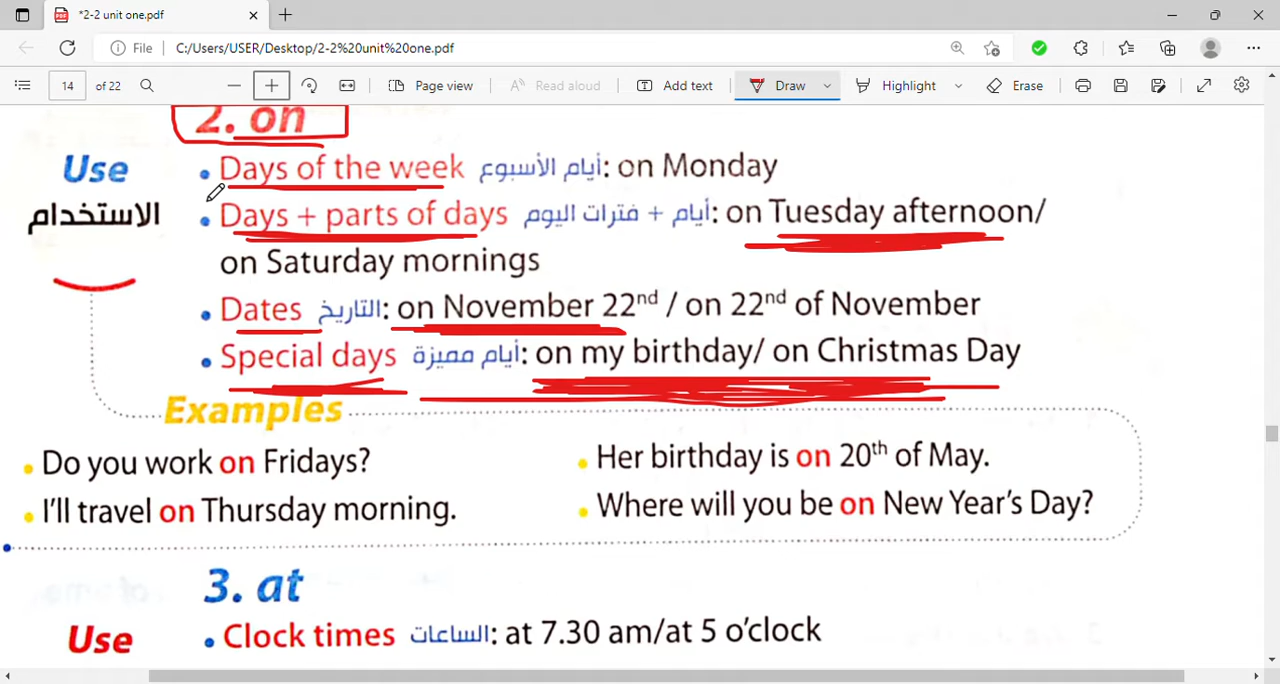 *2-2 unit one.pdf
File
C:/Users/USER/Desktop/2-2%20unit%20one.pdf
14 of 22
Page view
Read aloud
Add text
Draw
Highlight
Erase
2. on
Use
الاستخدام
• Days of the week أيام الأسبوع: on Monday
• Days + parts of days أيام + فترات اليوم: on Tuesday afternoon/
on Saturday mornings
• Dates التاريخ: on November 22nd / on 22nd of November
• Special days أيام مميزة: on my birthday/ on Christmas Day
Examples
• Do you work on Fridays?
• Her birthday is on 20th of May.
• I'll travel on Thursday morning.
• Where will you be on New Year's Day?
3. at
Use
• Clock times الساعات: at 7.30 am/at 5 o'clock